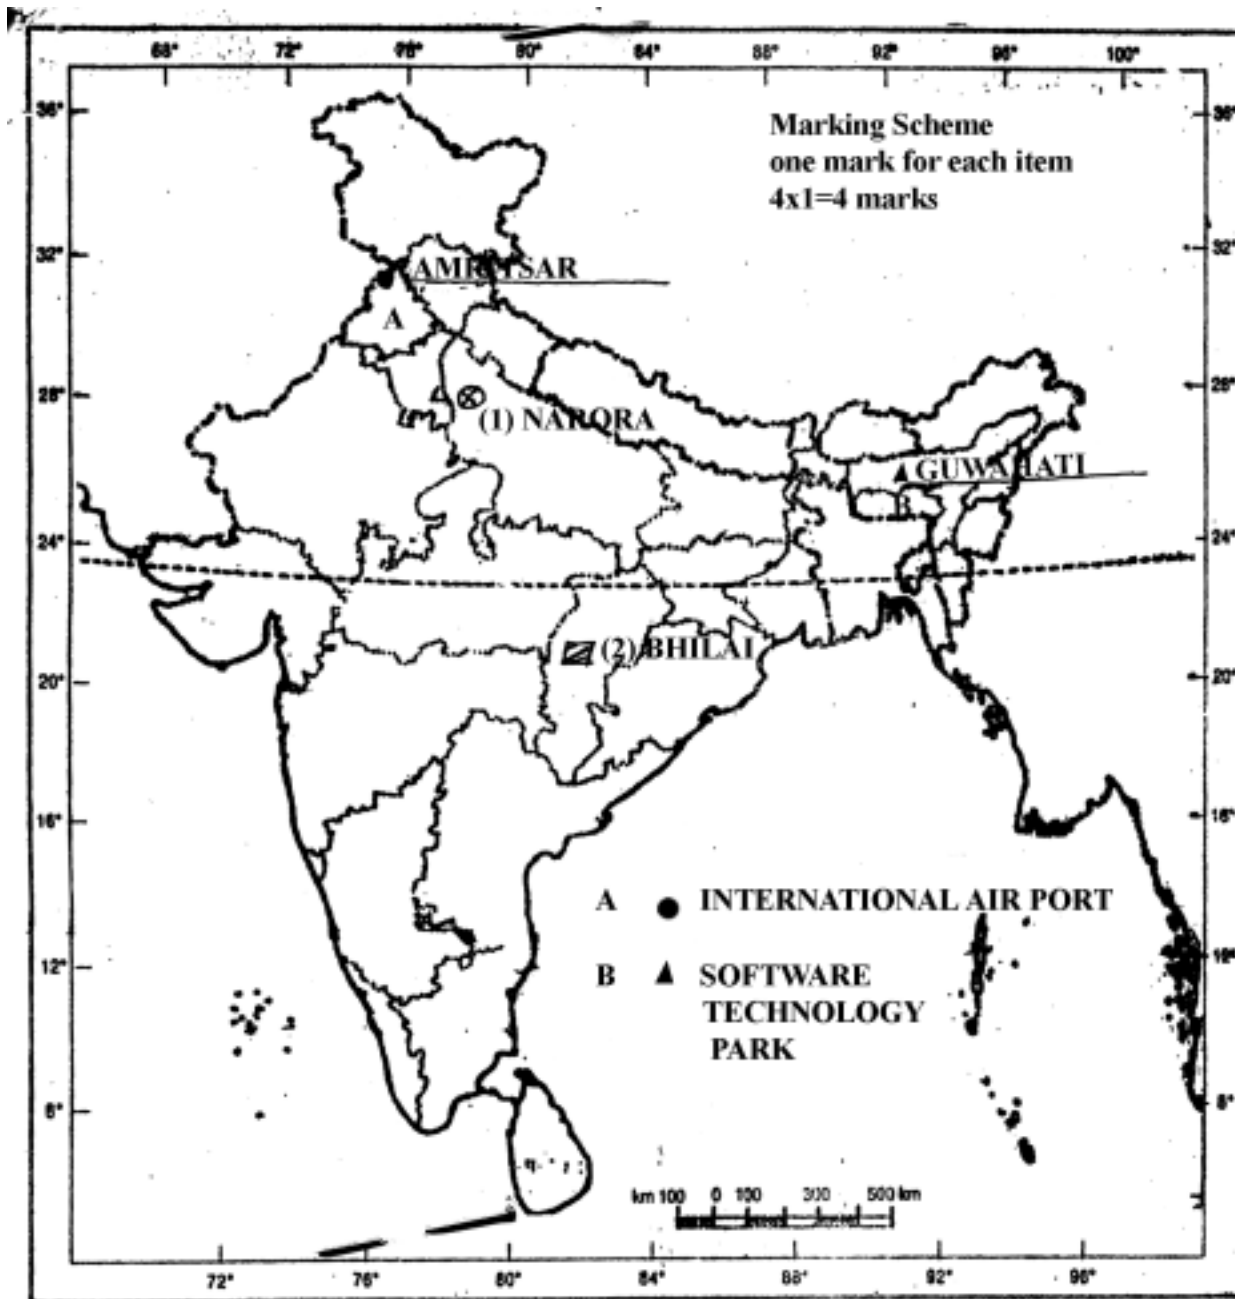 68° 72° 76° 80° 84° 88° 92° 96° 100°
36° 36°
Marking Scheme
one mark for each item
4x1=4 marks
32° 32°
AMRITSAR
A
28° 28°
(1) NARORA
GUWAHATI
24° 24°
(2) BHILAI
20° 20°
16° 16°
A INTERNATIONAL AIR PORT
12°
B SOFTWARE
TECHNOLOGY
PARK
8° 8°
km 100 0 100 300 500 km
72° 76° 80° 84° 88° 92° 96°